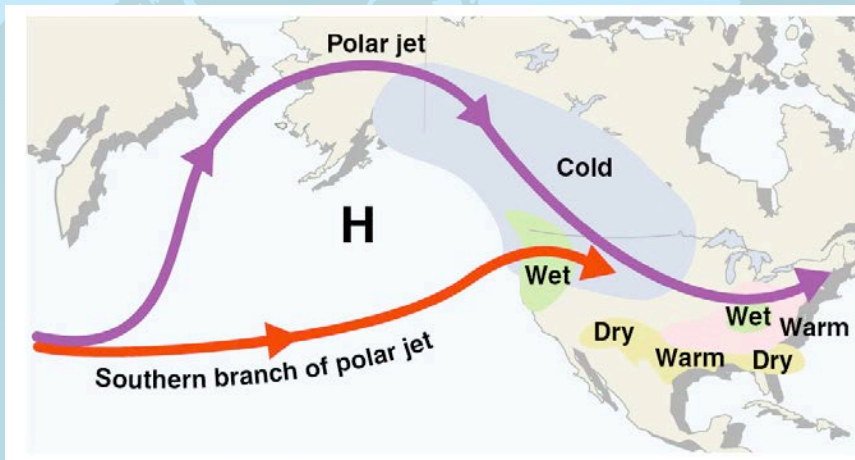 Polar jet
Cold
H
Wet
Southern branch of polar jet
Dry
Wet
Warm
Warm
Dry